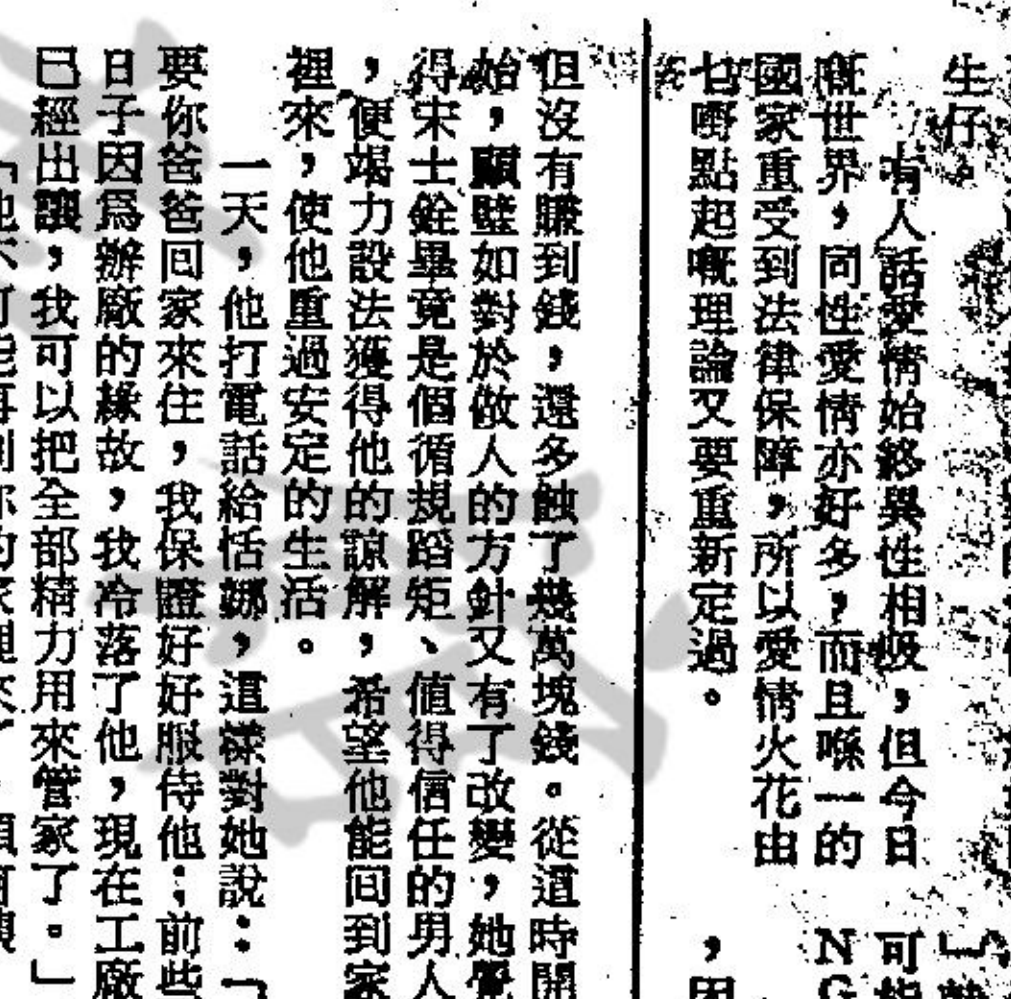 生仔。
有人話愛情始終異性相吸，但今日
世界，同性愛情亦好多，而且喺一的
國家重受到法律保障，所以愛情火花由
乜嘢點起嘅理論又要重新定過。
可能
NG
，因
但沒有賺到錢，還多蝕了幾萬塊錢。從這時開
始，顧璧如對於做人的方針又有了改變，她覺
得宋士銓畢竟是個循規蹈矩、值得信任的男人
，便竭力設法獲得他的諒解，希望他能回到家
裡來，使他重過安定的生活。
一天，他打電話給恬娜，這樣對她說：「
要你爸爸回家來住，我保證好好服侍他；前些
日子因爲辦廠的緣故，我冷落了他，現在工廠
已經出讓，我可以把全部精力用來管家了。」